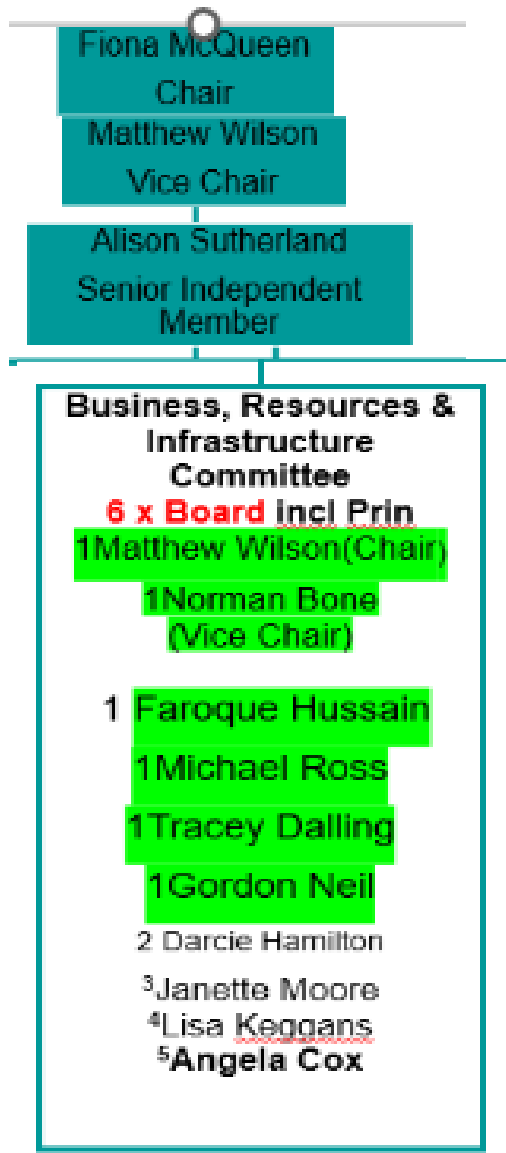 Fiona McQueen
Chair
Matthew Wilson
Vice Chair
Alison Sutherland
Senior Independent
Member
Business, Resources &
Infrastructure
Committee
6 x Board incl Prin
1Matthew Wilson(Chair)
1Norman Bone
(Vice Chair)
1 Faroque Hussain
1Michael Ross
1Tracey Dalling
1Gordon Neil
2 Darcie Hamilton
³Janette Moore
⁴Lisa Keggans
⁵Angela Cox